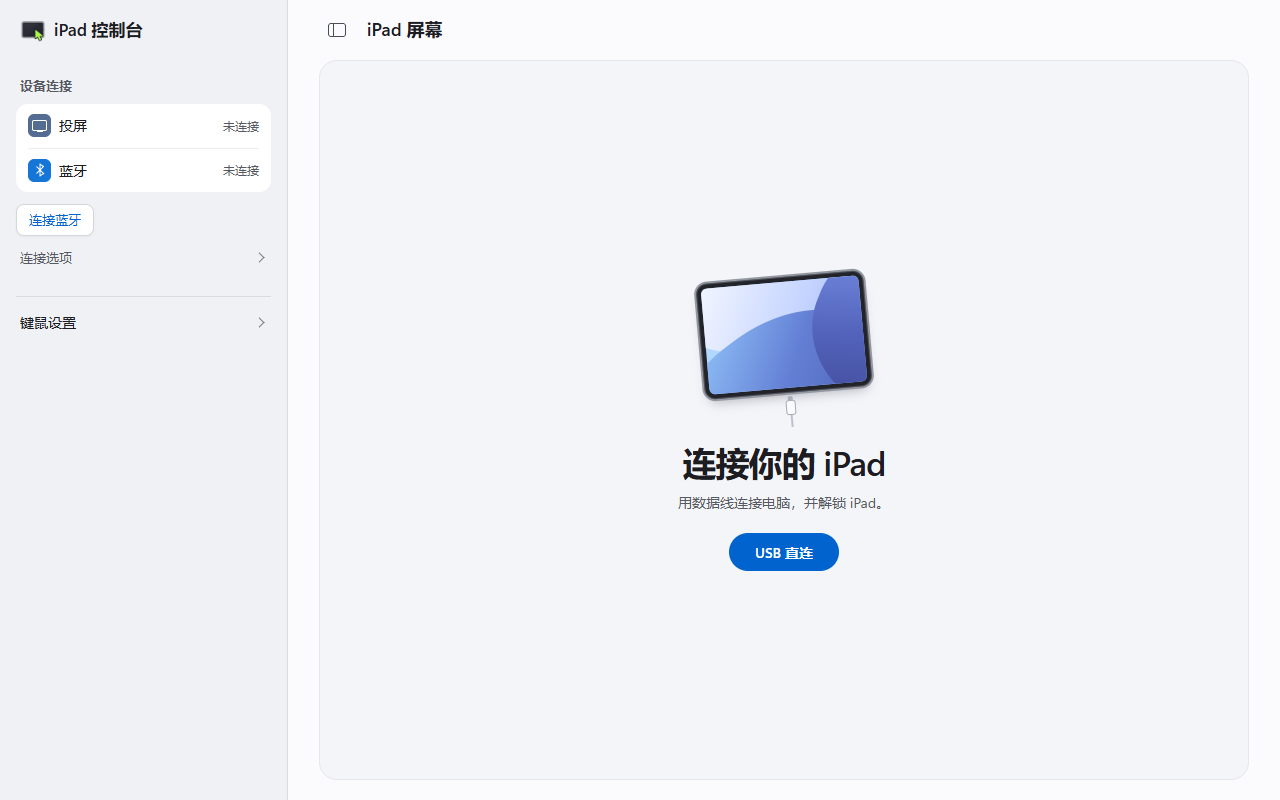 iPad 控制台
设备连接
投屏 未连接
蓝牙 未连接
连接蓝牙
连接选项
键鼠设置
iPad 屏幕
连接你的 iPad
用数据线连接电脑，并解锁 iPad。
USB 直连